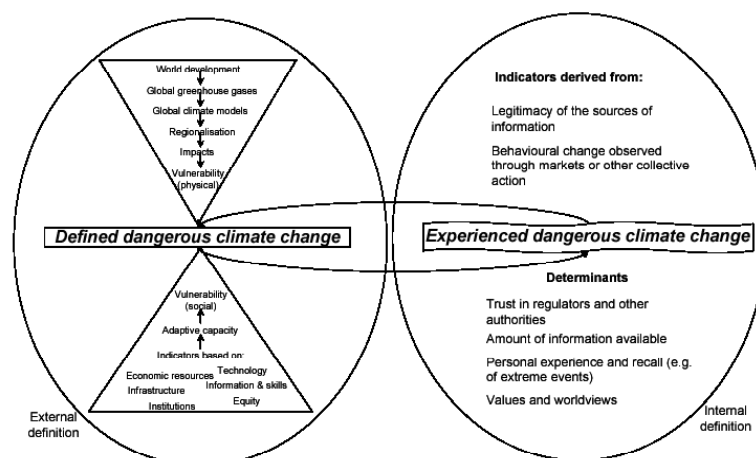 World development
Global greenhouse gases
Global climate models
Regionalisation
Impacts
Vulnerability
(physical)
Defined dangerous climate change
Vulnerability
(social)
Adaptive capacity
Indicators based on:
Economic resources
Technology
Infrastructure
Information & skills
Institutions
Equity
External
definition
Indicators derived from:
Legitimacy of the sources of
information
Behavioural change observed
through markets or other collective
action
Experienced dangerous climate change
Determinants
Trust in regulators and other
authorities
Amount of information available
Personal experience and recall (e.g.
of extreme events)
Values and worldviews
Internal
definition